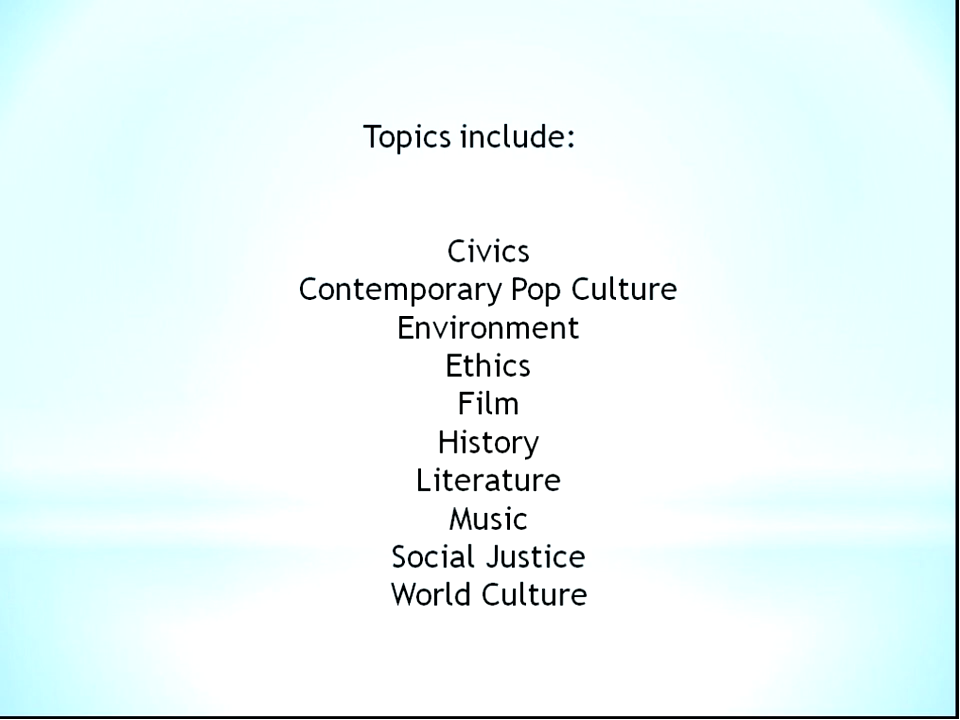 Topics include:
Civics
Contemporary Pop Culture
Environment
Ethics
Film
History
Literature
Music
Social Justice
World Culture